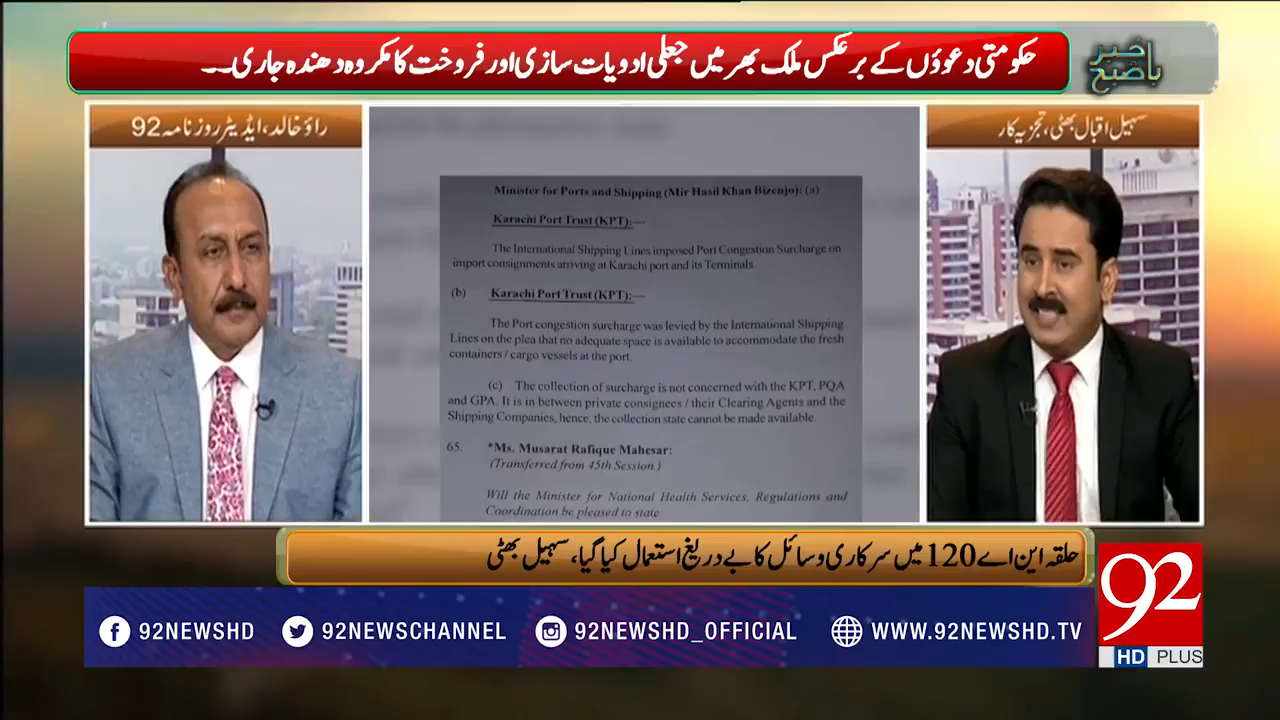 حکومتی دعوؤں کے برعکس ملک بھر میں جعلی ادویات سازی اور فروخت کا مکروہ دھندہ جاری۔۔
خبر
باصبح
راؤ خالد، ایڈیٹر روزنامہ 92
سہیل اقبال بھٹی، تجزیہ کار
Minister for Ports and Shipping (Mir Hasil Khan Bizenjo): (a)
Karachi Port Trust (KPT):—
The International Shipping Lines imposed Port Congestion Surcharge on
import consignments arriving at Karachi port and its Terminals.
(b) Karachi Port Trust (KPT):—
The Port congestion surcharge was levied by the International Shipping
Lines on the plea that no adequate space is available to accommodate the fresh
containers / cargo vessels at the port.
(c) The collection of surcharge is not concerned with the KPT, PQA
and GPA. It is in between private consignees / their Clearing Agents and the
Shipping Companies, hence, the collection state cannot be made available.
65. *Ms. Musarat Rafique Mahesar:
(Transferred from 45th Session.)
Will the Minister for National Health Services, Regulations and
Coordination be pleased to state
حلقہ این اے 120 میں سرکاری وسائل کا بے دریغ استعمال کیا گیا، سہیل بھٹی
92NEWSHD 92NEWSCHANNEL 92NEWSHD_OFFICIAL WWW.92NEWSHD.TV
92
HD PLUS